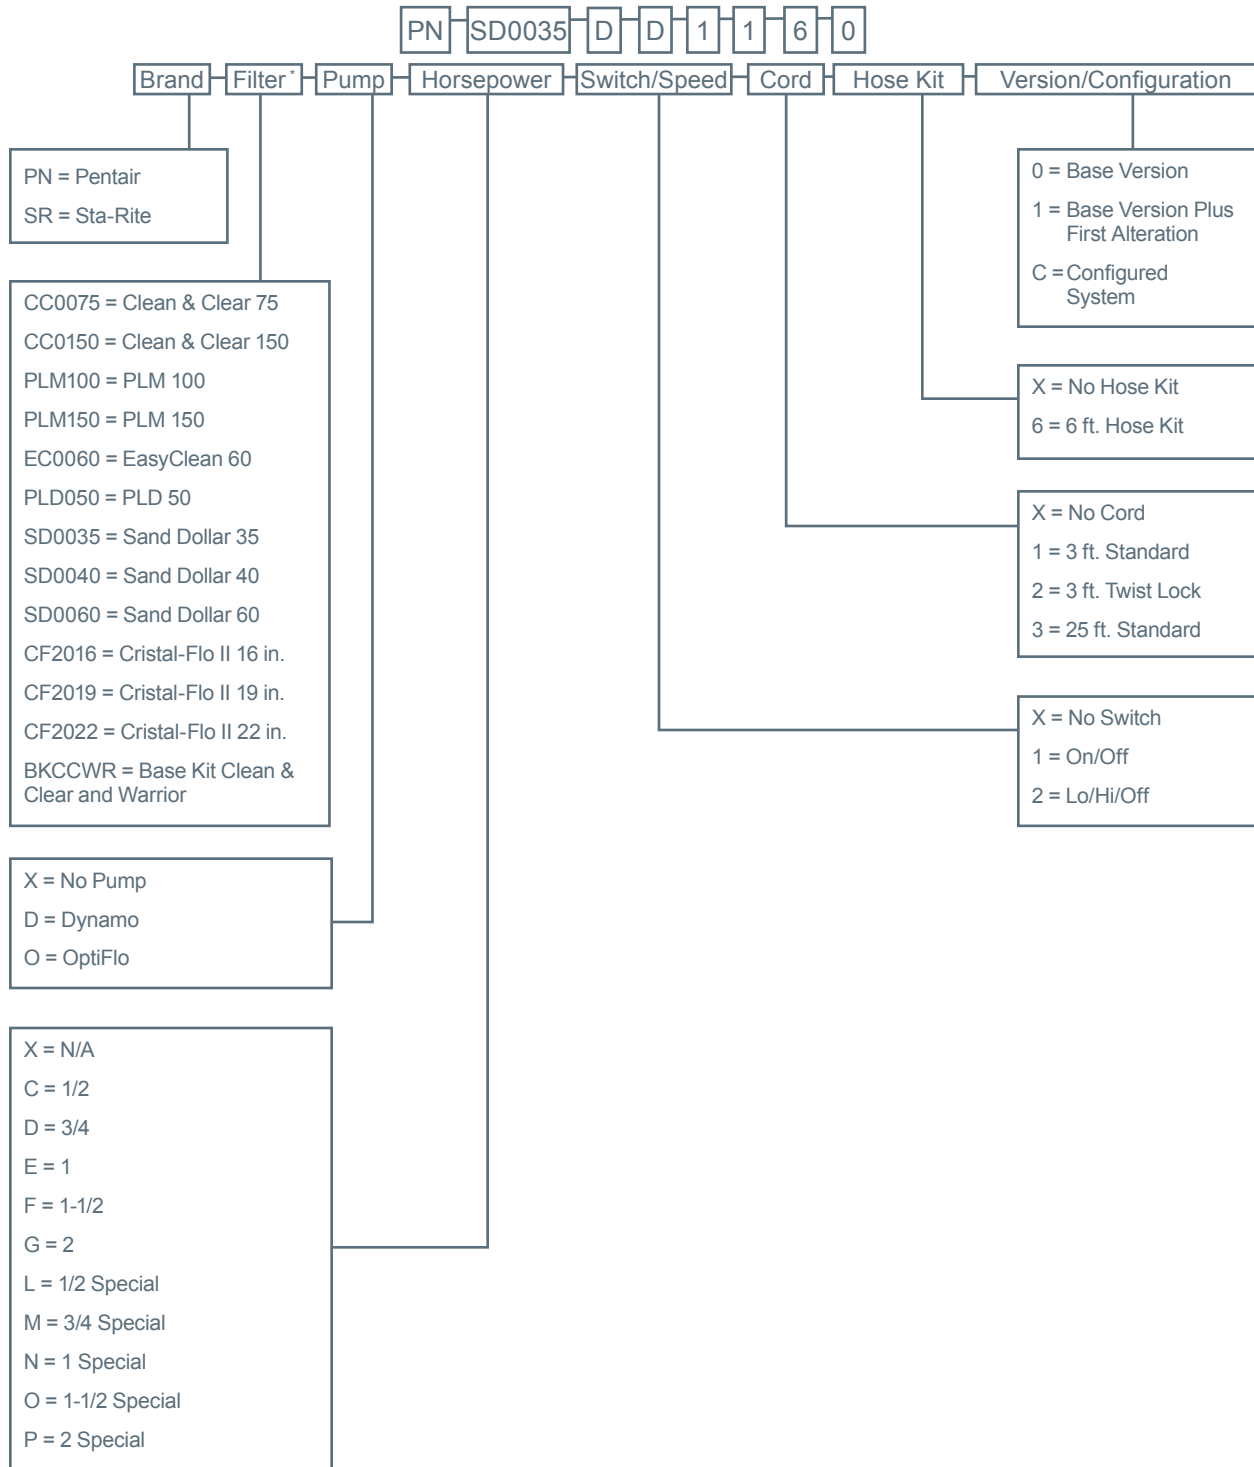 PN SD0035 D D 1 1 6 0
Brand Filter* Pump Horsepower Switch/Speed Cord Hose Kit Version/Configuration
PN = Pentair
SR = Sta-Rite
CC0075 = Clean & Clear 75
CC0150 = Clean & Clear 150
PLM100 = PLM 100
PLM150 = PLM 150
EC0060 = EasyClean 60
PLD050 = PLD 50
SD0035 = Sand Dollar 35
SD0040 = Sand Dollar 40
SD0060 = Sand Dollar 60
CF2016 = Cristal-Flo II 16 in.
CF2019 = Cristal-Flo II 19 in.
CF2022 = Cristal-Flo II 22 in.
BKCCWR = Base Kit Clean &
Clear and Warrior
X = No Pump
D = Dynamo
O = OptiFlo
X = N/A
C = 1/2
D = 3/4
E = 1
F = 1-1/2
G = 2
L = 1/2 Special
M = 3/4 Special
N = 1 Special
O = 1-1/2 Special
P = 2 Special
0 = Base Version
1 = Base Version Plus
First Alteration
C = Configured
System
X = No Hose Kit
6 = 6 ft. Hose Kit
X = No Cord
1 = 3 ft. Standard
2 = 3 ft. Twist Lock
3 = 25 ft. Standard
X = No Switch
1 = On/Off
2 = Lo/Hi/Off